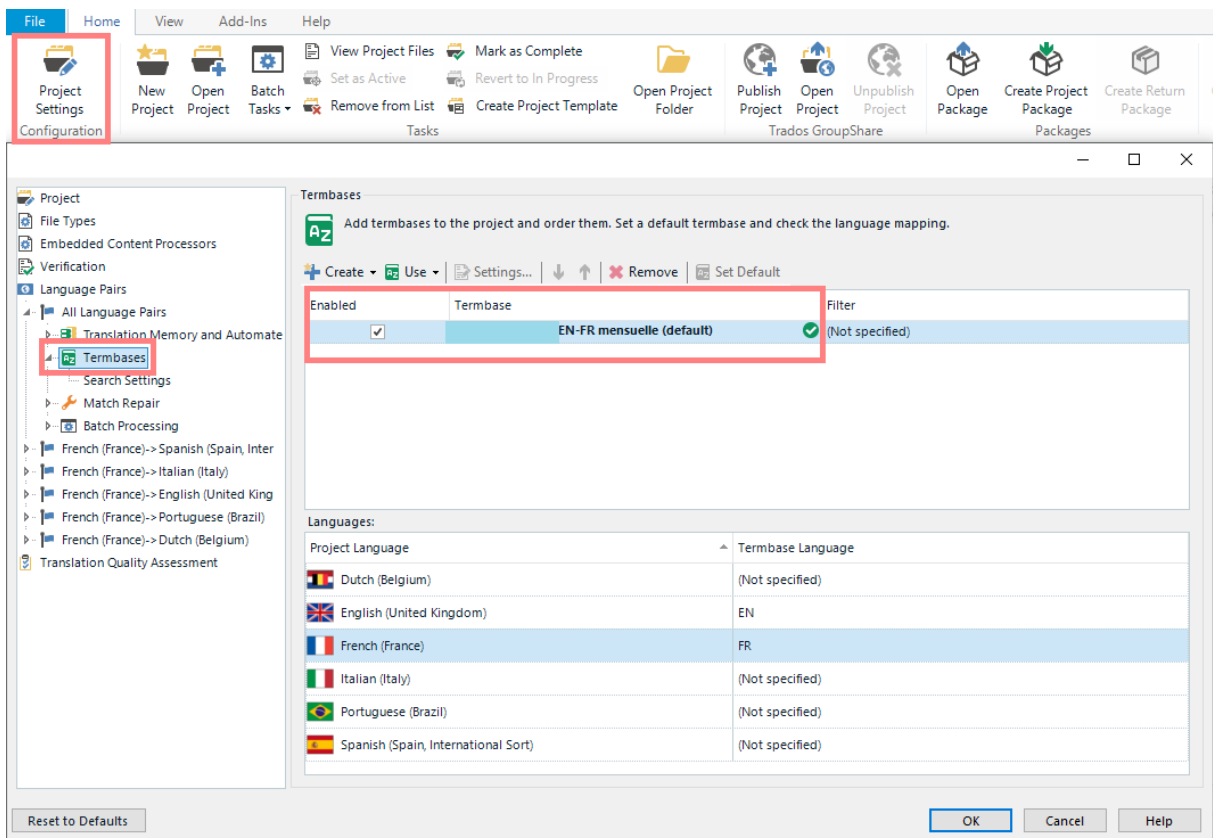 File Home View Add-Ins Help
Project Settings
New Project
Open Project
Batch Tasks
View Project Files
Set as Active
Remove from List
Mark as Complete
Revert to In Progress
Create Project Template
Open Project Folder
Publish Project
Open Project
Unpublish Project
Open Package
Create Project Package
Create Return Package
Configuration Tasks Trados GroupShare Packages
Project
File Types
Embedded Content Processors
Verification
Language Pairs
All Language Pairs
Translation Memory and Automate
Termbases
Search Settings
Match Repair
Batch Processing
French (France)->Spanish (Spain, Inter
French (France)->Italian (Italy)
French (France)->English (United King
French (France)->Portuguese (Brazil)
French (France)->Dutch (Belgium)
Translation Quality Assessment
Termbases
Add termbases to the project and order them. Set a default termbase and check the language mapping.
Create Use Settings... Remove Set Default
Enabled Termbase Filter
EN-FR mensuelle (default) (Not specified)
Languages:
Project Language Termbase Language
Dutch (Belgium) (Not specified)
English (United Kingdom) EN
French (France) FR
Italian (Italy) (Not specified)
Portuguese (Brazil) (Not specified)
Spanish (Spain, International Sort) (Not specified)
Reset to Defaults OK Cancel Help